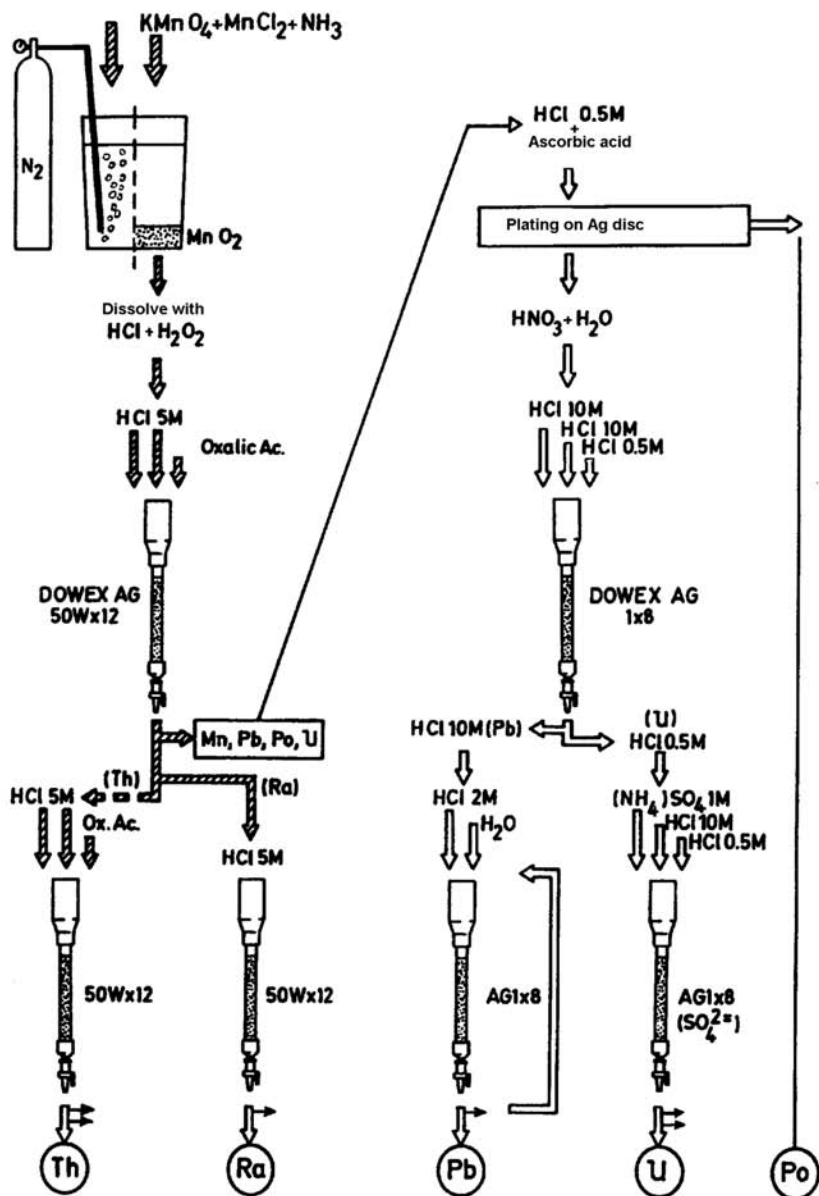 KMnO4+MnCl2+NH3
N2
MnO2
Dissolve with
HCl+H2O2
HCl 5M
Oxalic Ac.
DOWEX AG
50Wx12
Mn, Pb, Po, U
(Th)
(Ra)
HCl 5M
Ox. Ac.
HCl 5M
50Wx12
50Wx12
Th
Ra
HCl 0.5M
+
Ascorbic acid
Plating on Ag disc
HNO3+H2O
HCl 10M
HCl 10M
HCl 0.5M
DOWEX AG
1x8
HCl 10M (Pb)
(U)
HCl 0.5M
HCl 2M
H2O
(NH4)SO4 1M
HCl 10M
HCl 0.5M
AG1x8
AG1x8
(SO4 2=)
Pb
U
Po